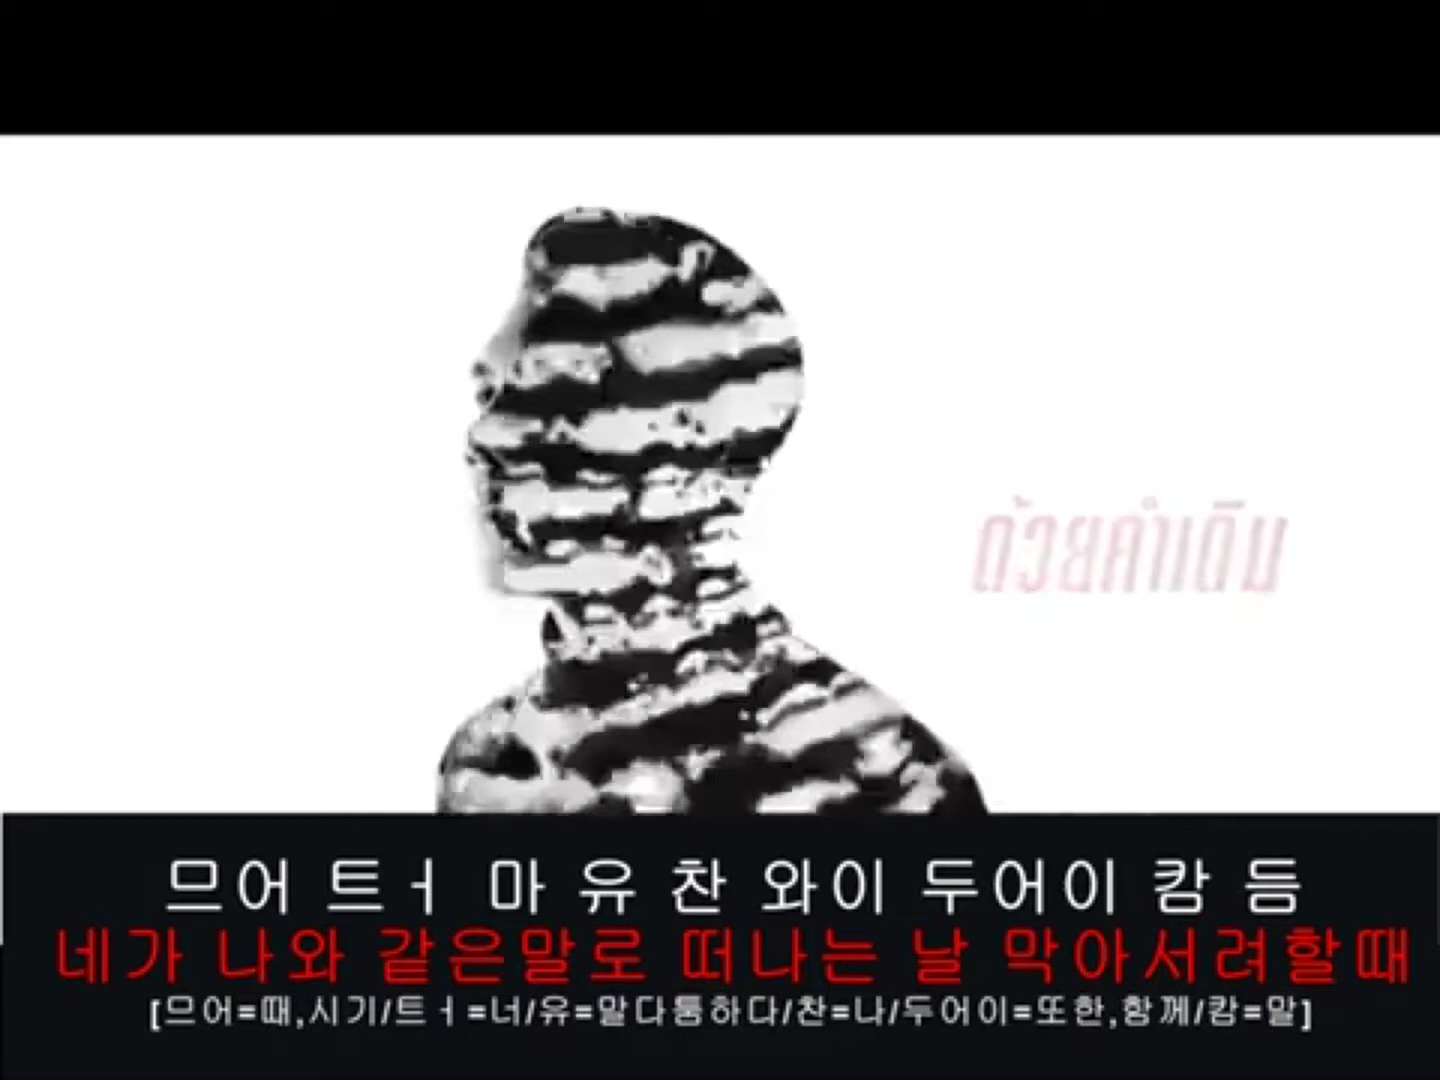 ด้วยคำเดิม
므어 트ㅓ 마 유 찬 와이 두어이 캄 듬
네가 나와 같은말로 떠나는 날 막아서려할때
[므어=때,시기/트ㅓ=너/유=말다툼하다/찬=나/두어이=또한,함께/캄=말]